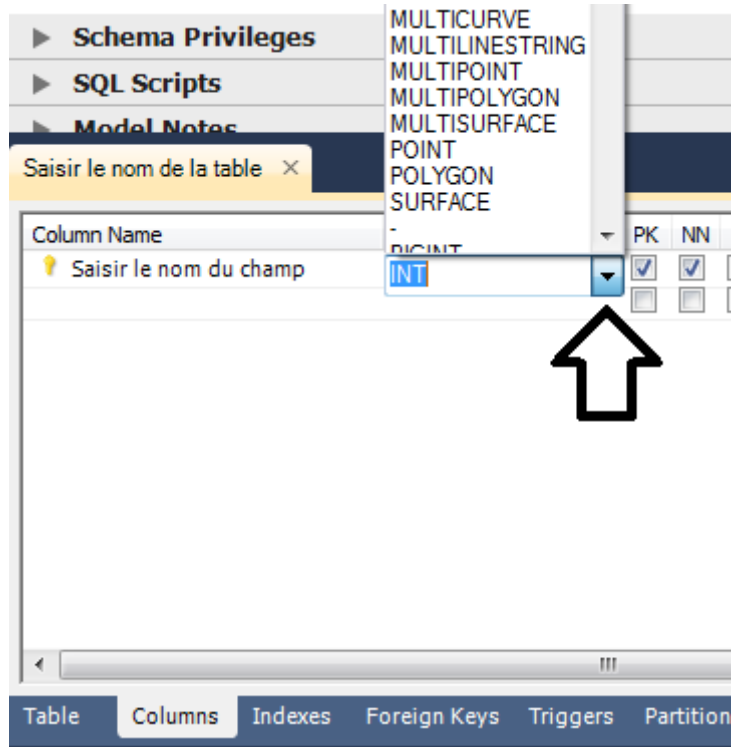 Schema Privileges
SQL Scripts
Model Notes
MULTICURVE
MULTILINESTRING
MULTIPOINT
MULTIPOLYGON
MULTISURFACE
POINT
POLYGON
SURFACE
-
BIGINT
Saisir le nom de la table ×
Column Name PK NN
Saisir le nom du champ INT
Table Columns Indexes Foreign Keys Triggers Partition